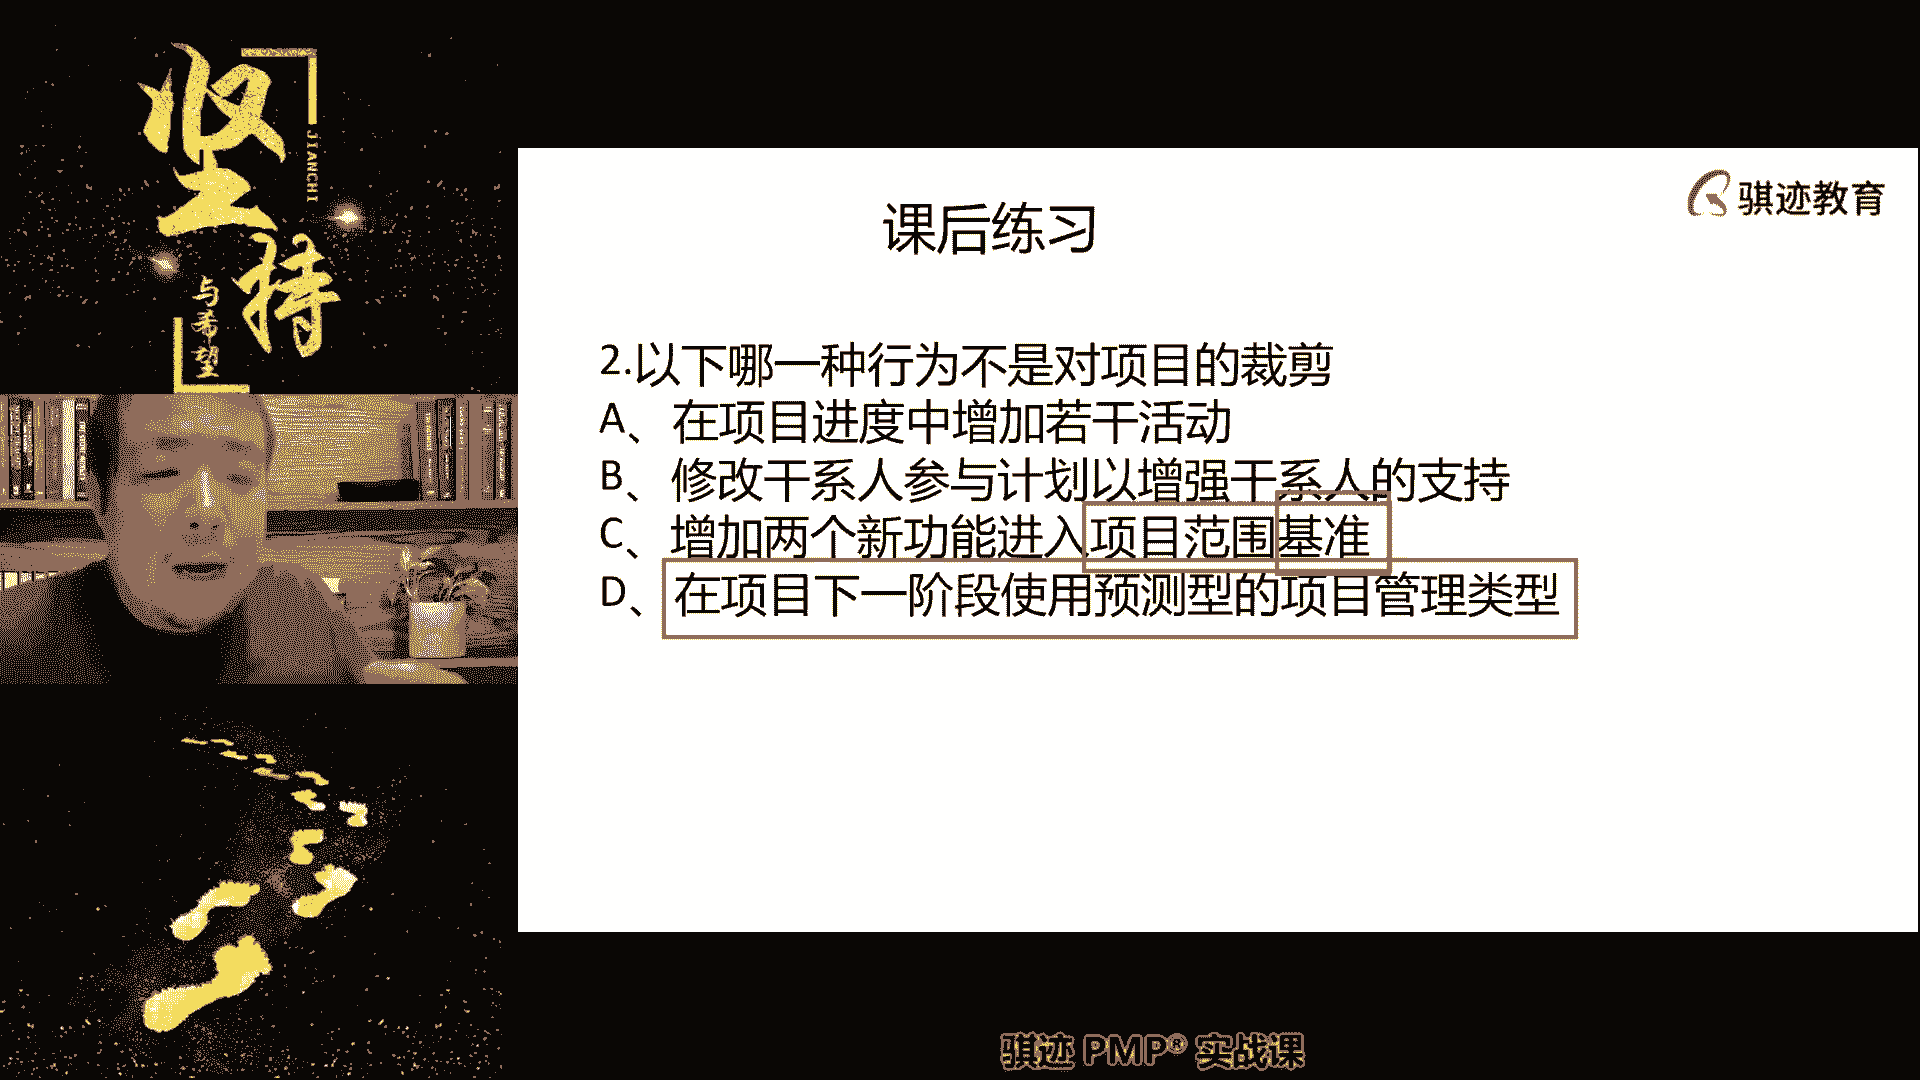 坚持
JIANCHI
与希望
骐迹教育
课后练习
2.以下哪一种行为不是对项目的裁剪
A、在项目进度中增加若干活动
B、修改干系人参与计划以增强干系人的支持
C、增加两个新功能进入项目范围基准
D、在项目下一阶段使用预测型的项目管理类型
骐迹 PMP® 实战课